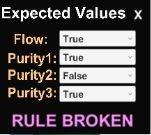 Expected Values X
Flow: True
Purity1: True
Purity2: False
Purity3: True
RULE BROKEN